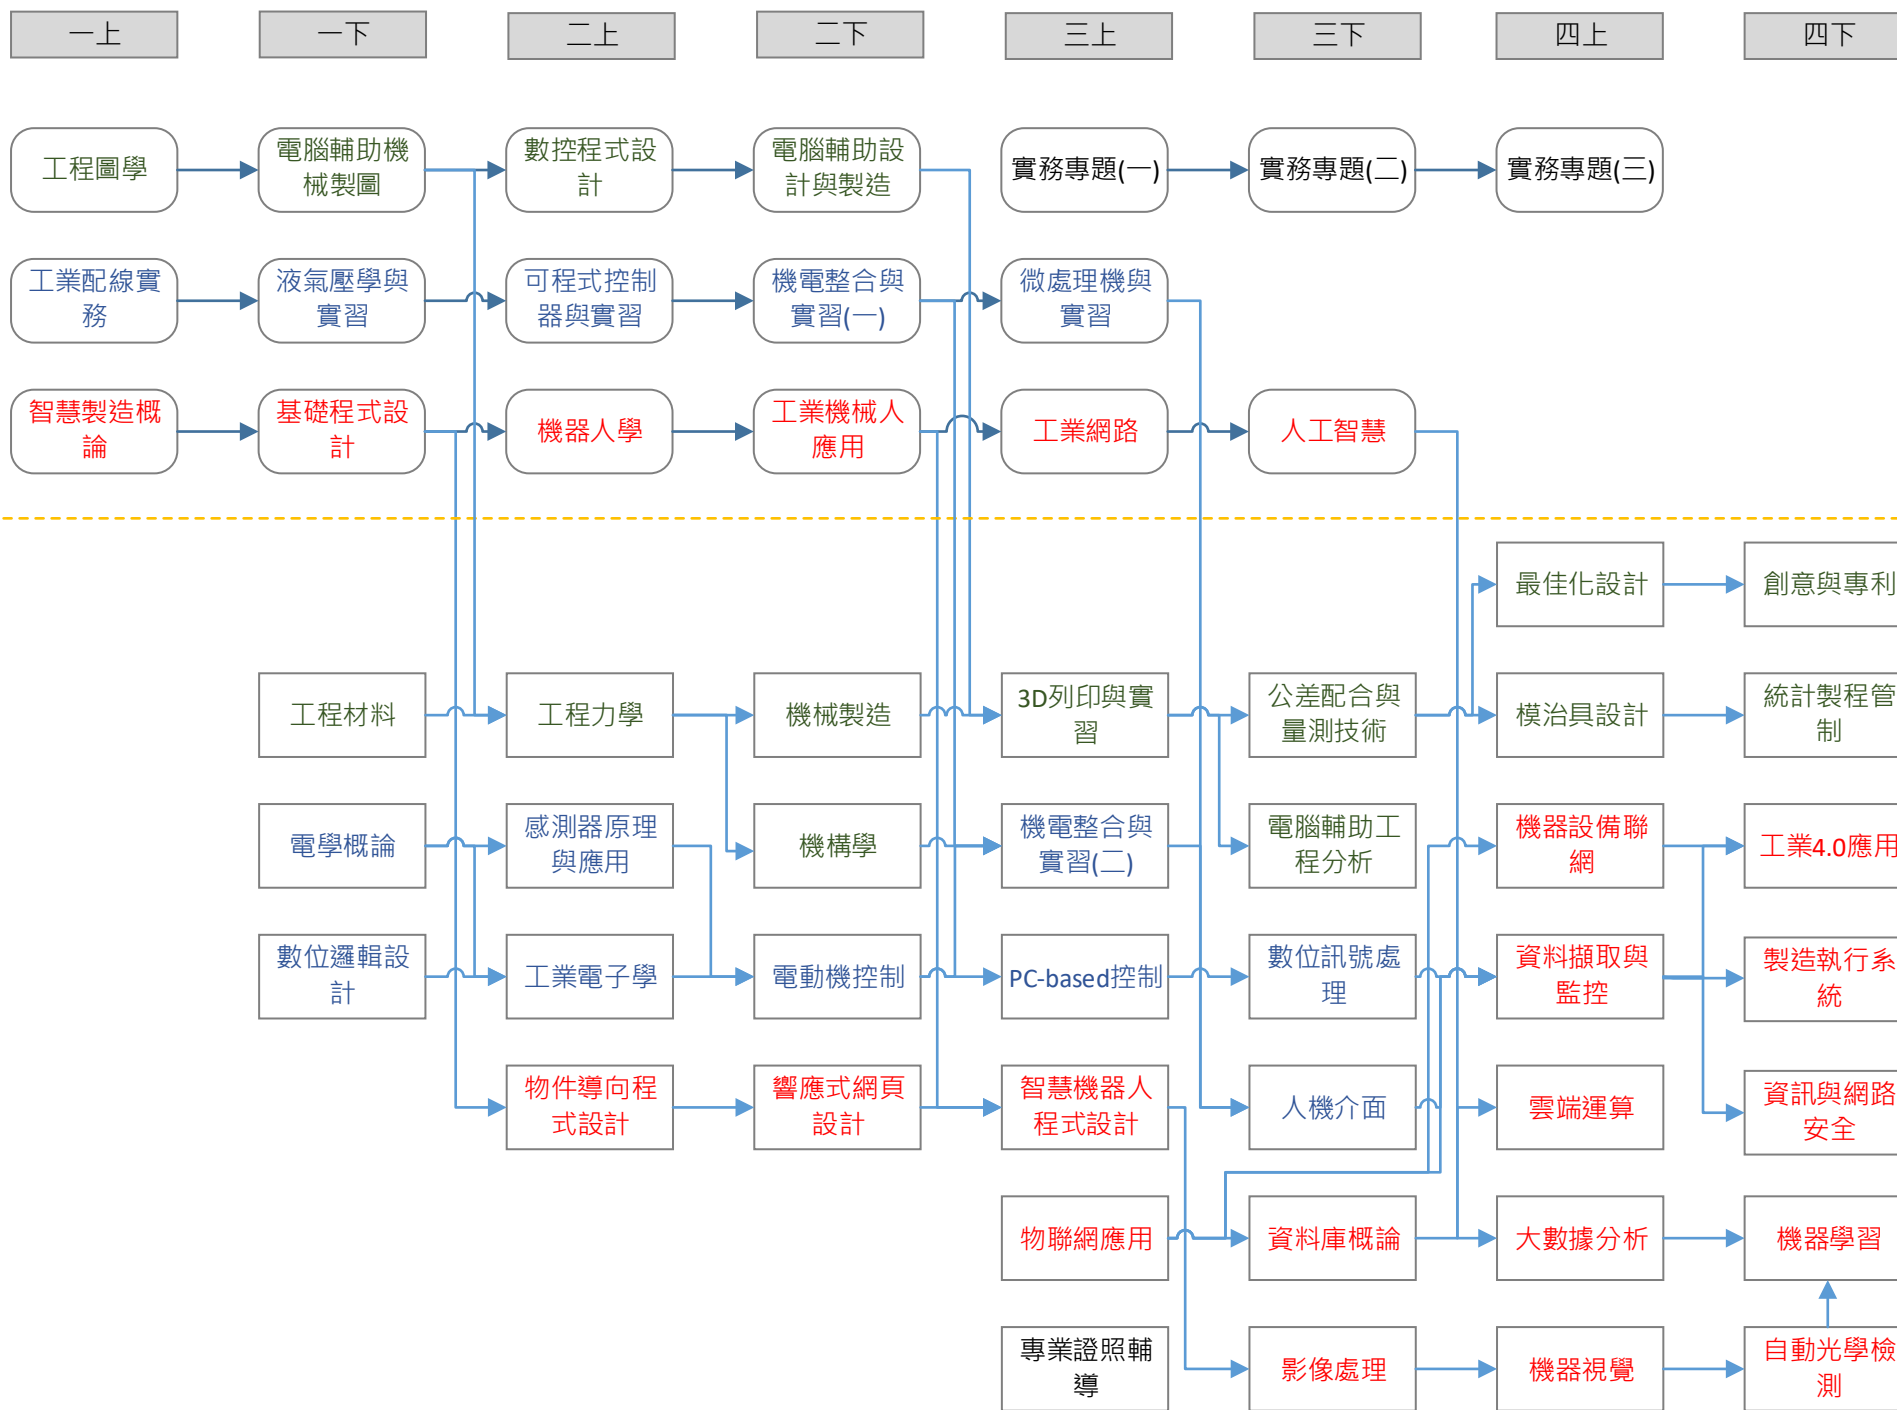 一上
一下
二上
二下
三上
三下
四上
四下
工程圖學
電腦輔助機
械製圖
數控程式設
計
電腦輔助設
計與製造
實務專題(一)
實務專題(二)
實務專題(三)
工業配線實
務
液氣壓學與
實習
可程式控制
器與實習
機電整合與
實習(一)
微處理機與
實習
智慧製造概
論
基礎程式設
計
機器人學
工業機械人
應用
工業網路
人工智慧
最佳化設計
創意與專利
工程材料
工程力學
機械製造
3D列印與實
習
公差配合與
量測技術
模治具設計
統計製程管
制
電學概論
感測器原理
與應用
機構學
機電整合與
實習(二)
電腦輔助工
程分析
機器設備聯
網
工業4.0應用
數位邏輯設
計
工業電子學
電動機控制
PC-based控制
數位訊號處
理
資料擷取與
監控
製造執行系
統
物件導向程
式設計
響應式網頁
設計
智慧機器人
程式設計
人機介面
雲端運算
資訊與網路
安全
物聯網應用
資料庫概論
大數據分析
機器學習
專業證照輔
導
影像處理
機器視覺
自動光學檢
測